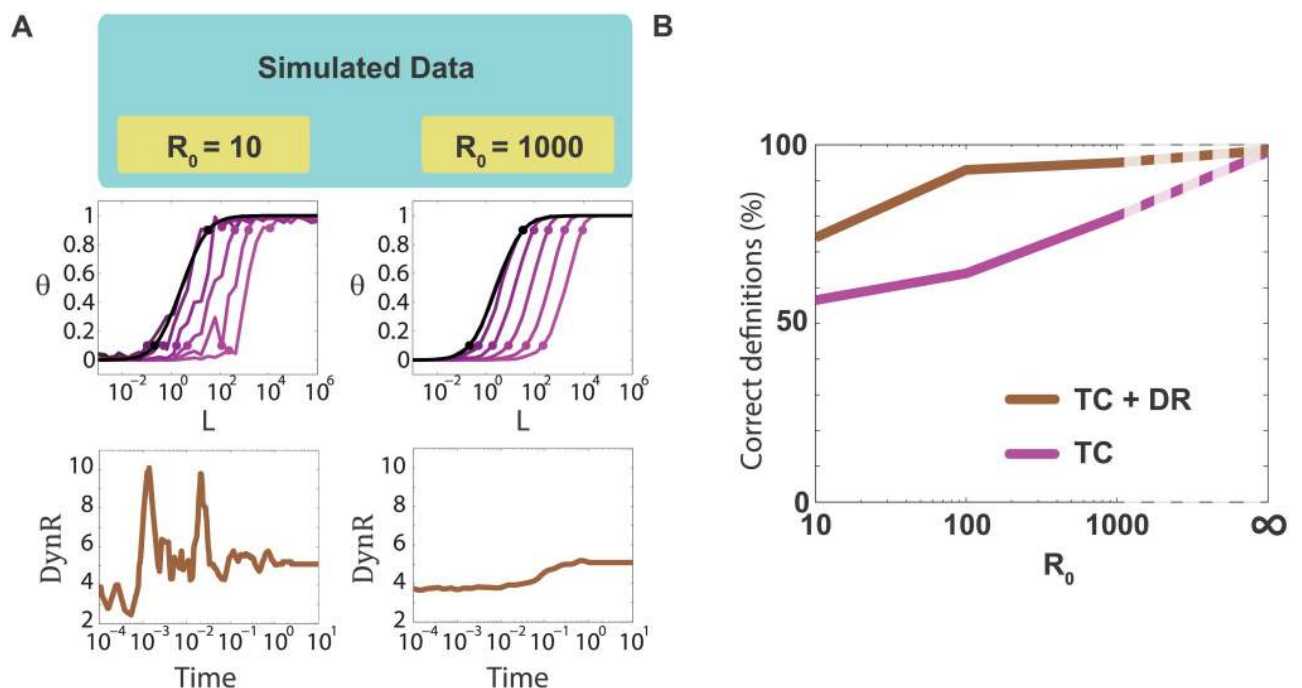 A
Simulated Data
R₀ = 10
R₀ = 1000
1
0.8
0.6
θ
0.4
0.2
0
10⁻² 10⁰ 10² 10⁴ 10⁶
L
1
0.8
0.6
θ
0.4
0.2
0
10⁻² 10⁰ 10² 10⁴ 10⁶
L
10
8
6
4
2
DynR
10⁻⁴ 10⁻³ 10⁻² 10⁻¹ 10⁰ 10¹
Time
10
8
6
4
2
DynR
10⁻⁴ 10⁻³ 10⁻² 10⁻¹ 10⁰ 10¹
Time
B
100
50
0
Correct definitions (%)
TC + DR
TC
10 100 1000 ∞
R₀